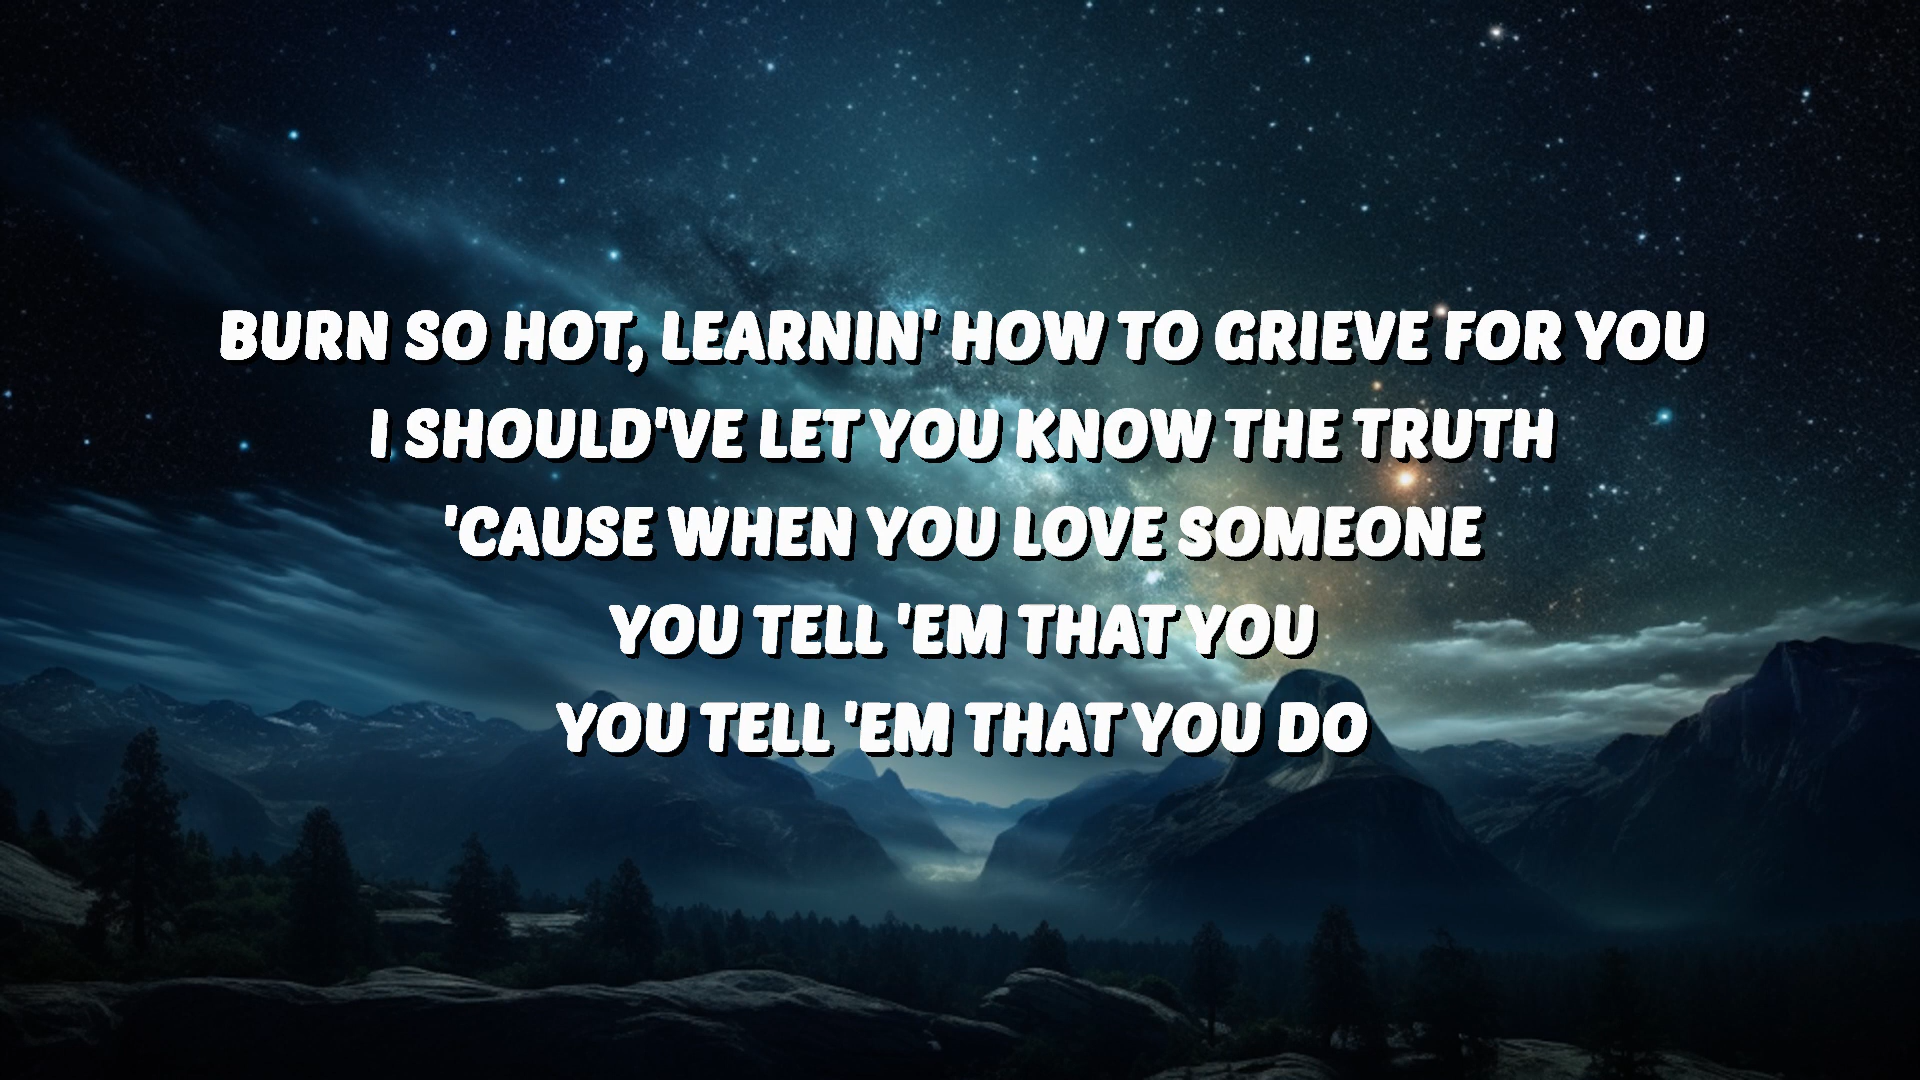 BURN SO HOT, LEARNIN' HOW TO GRIEVE FOR YOU
I SHOULD'VE LET YOU KNOW THE TRUTH
'CAUSE WHEN YOU LOVE SOMEONE
YOU TELL 'EM THAT YOU
YOU TELL 'EM THAT YOU DO